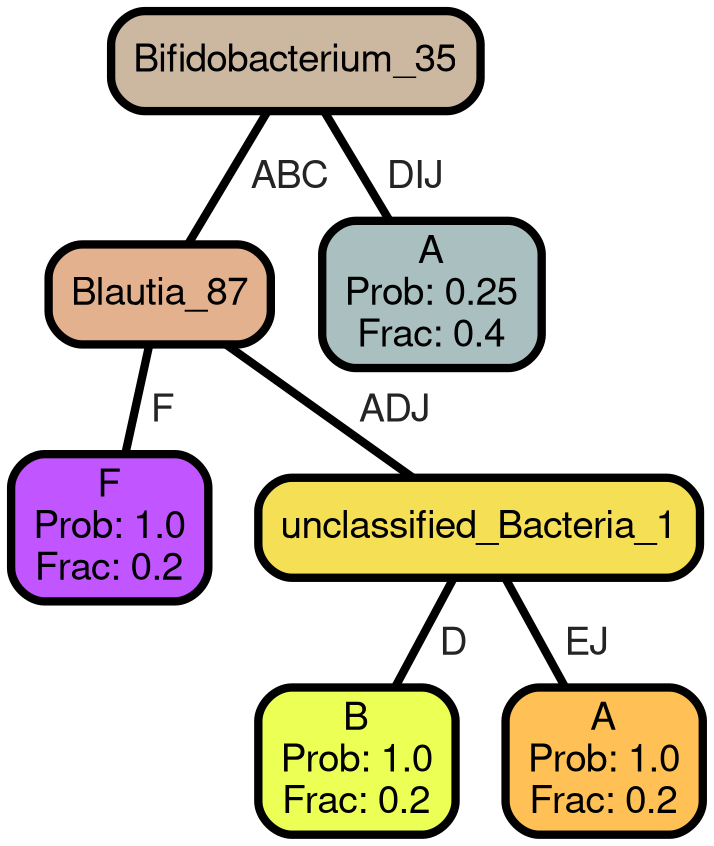 Bifidobacterium_35
ABC
DIJ
Blautia_87
A
Prob: 0.25
Frac: 0.4
F
ADJ
F
Prob: 1.0
Frac: 0.2
unclassified_Bacteria_1
D
EJ
B
Prob: 1.0
Frac: 0.2
A
Prob: 1.0
Frac: 0.2